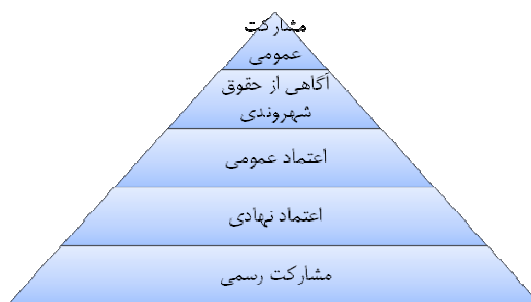 مشارکت
عمومی
آگاهی از حقوق
شهروندی
اعتماد عمومی
اعتماد نهادی
مشارکت رسمی